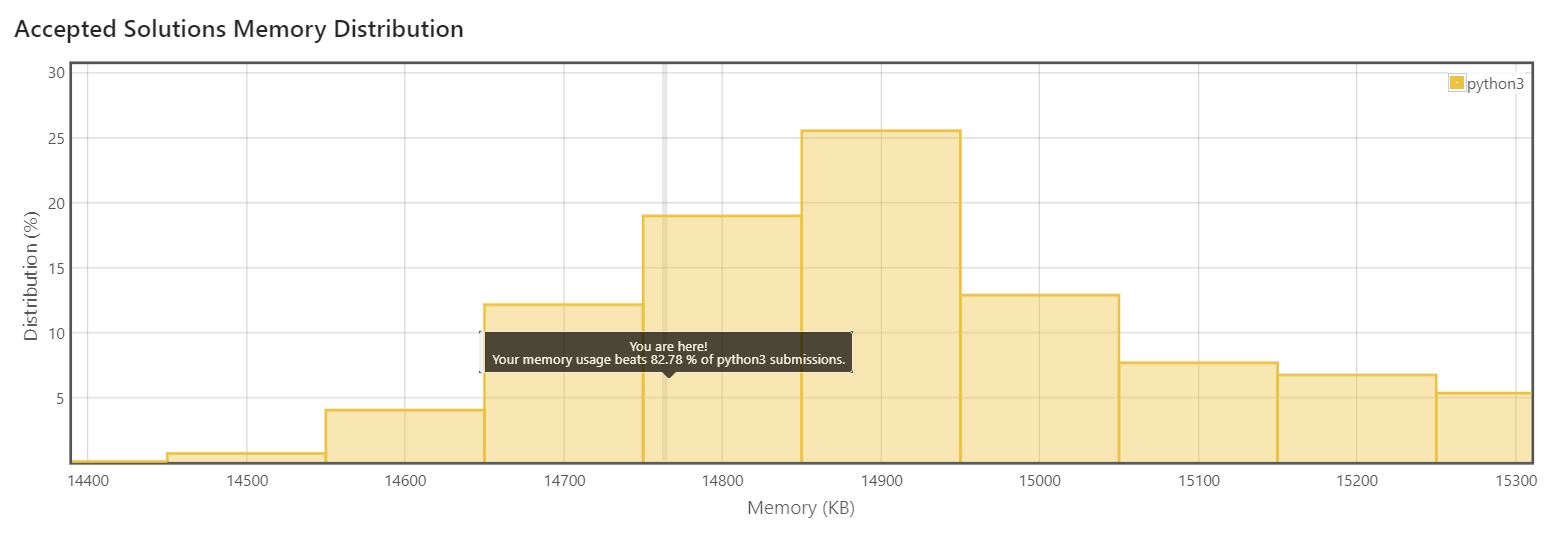 Accepted Solutions Memory Distribution
python3
30
25
20
15
10
5
Distribution (%)
You are here!
Your memory usage beats 82.78 % of python3 submissions.
14400 14500 14600 14700 14800 14900 15000 15100 15200 15300
Memory (KB)